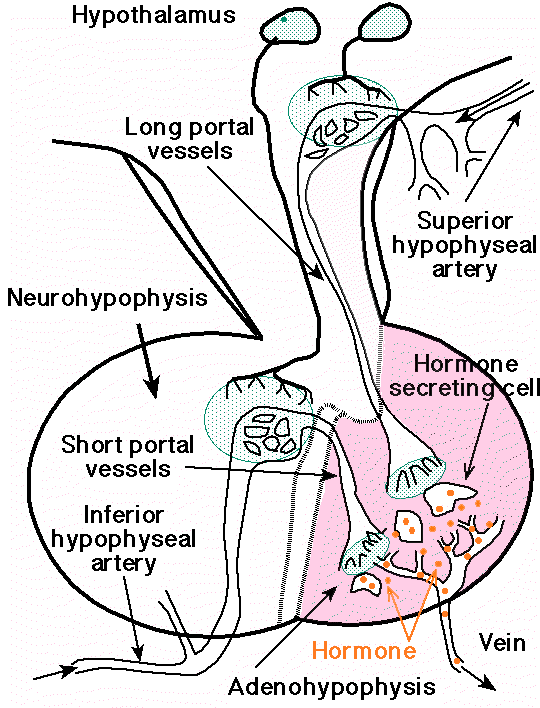 Hypothalamus
Long portal
vessels
Superior
hypophyseal
artery
Neurohypophysis
Hormone
secreting cell
Short portal
vessels
Inferior
hypophyseal
artery
Hormone
Vein
Adenohypophysis